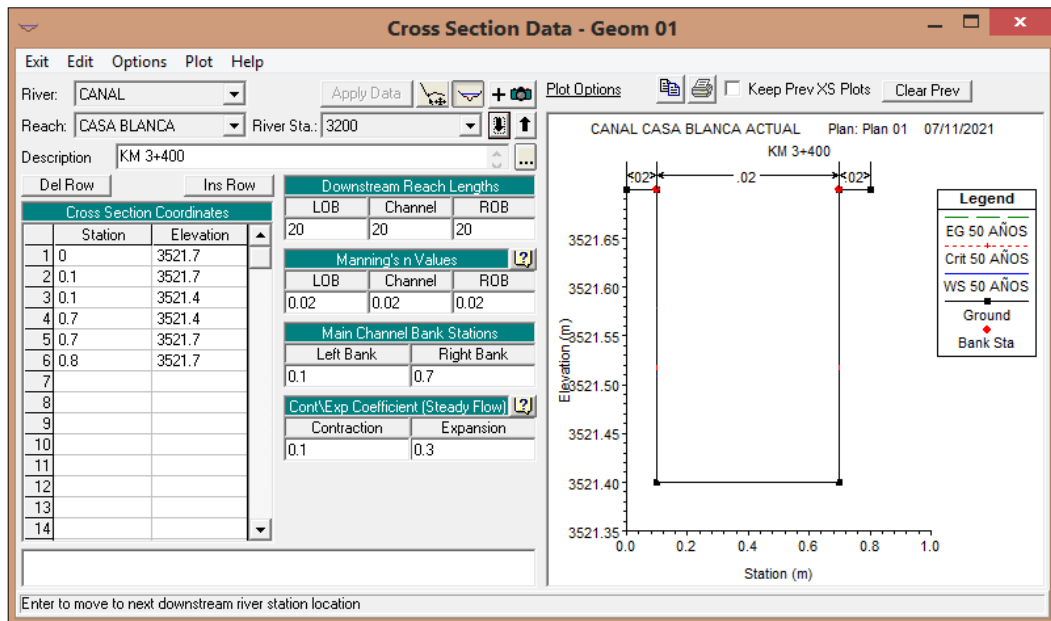 Cross Section Data - Geom 01
Exit Edit Options Plot Help
River: CANAL
Apply Data
Reach: CASA BLANCA
River Sta.: 3200
Description KM 3+400
Del Row Ins Row
Cross Section Coordinates
Station Elevation
1 0 3521.7
2 0.1 3521.7
3 0.1 3521.4
4 0.7 3521.4
5 0.7 3521.7
6 0.8 3521.7
7
8
9
10
11
12
13
14
Downstream Reach Lengths
LOB Channel ROB
20 20 20
Manning's n Values
LOB Channel ROB
0.02 0.02 0.02
Main Channel Bank Stations
Left Bank Right Bank
0.1 0.7
Cont\Exp Coefficient (Steady Flow)
Contraction Expansion
0.1 0.3
Plot Options
Keep Prev XS Plots
Clear Prev
CANAL CASA BLANCA ACTUAL Plan: Plan 01 07/11/2021
KM 3+400
.02 .02 .02
3521.65
3521.60
3521.55
3521.50
3521.45
3521.40
3521.35
Elevation (m)
0.0 0.2 0.4 0.6 0.8 1.0
Station (m)
Legend
EG 50 AÑOS
Crit 50 AÑOS
WS 50 AÑOS
Ground
Bank Sta
Enter to move to next downstream river station location